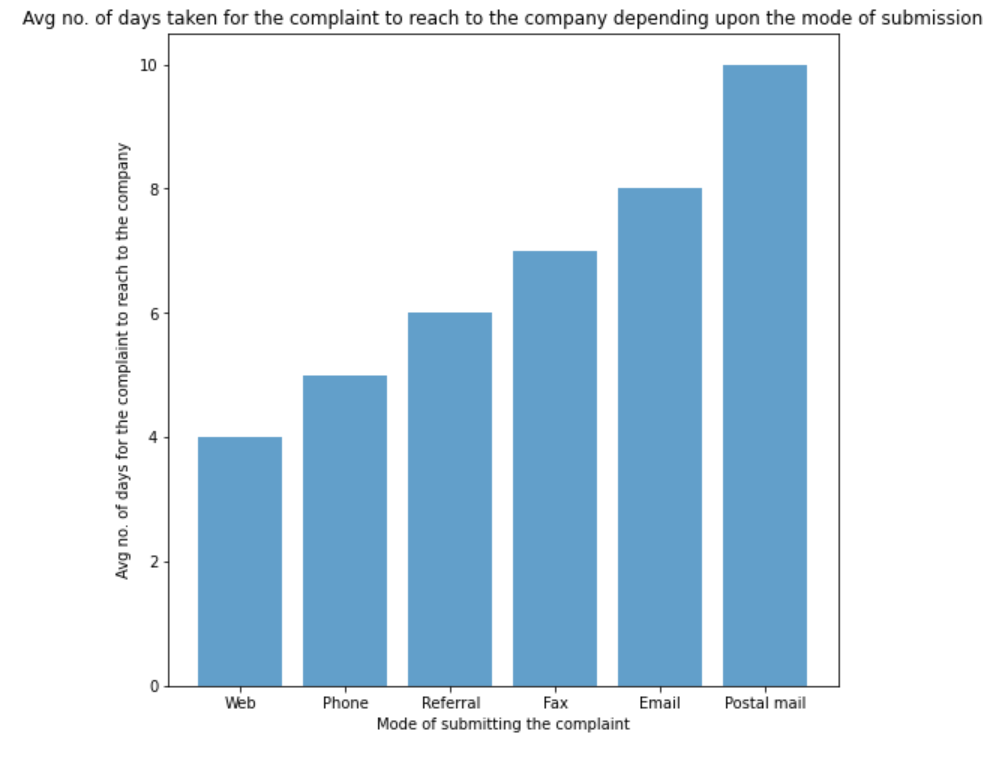 Avg no. of days taken for the complaint to reach to the company depending upon the mode of submission
Avg no. of days for the complaint to reach to the company
10
8
6
4
2
0
Web Phone Referral Fax Email Postal mail
Mode of submitting the complaint